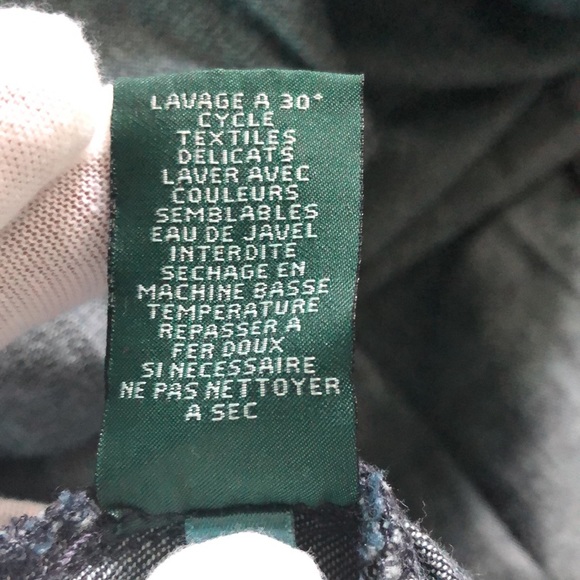 LAVAGE A 30°
CYCLE
TEXTILES
DELICATS
LAVER AVEC
COULEURS
SEMBLABLES
EAU DE JAVEL
INTERDITE
SECHAGE EN
MACHINE BASSE
TEMPERATURE
REPASSER A
FER DOUX
SI NECESSAIRE
NE PAS NETTOYER
A SEC